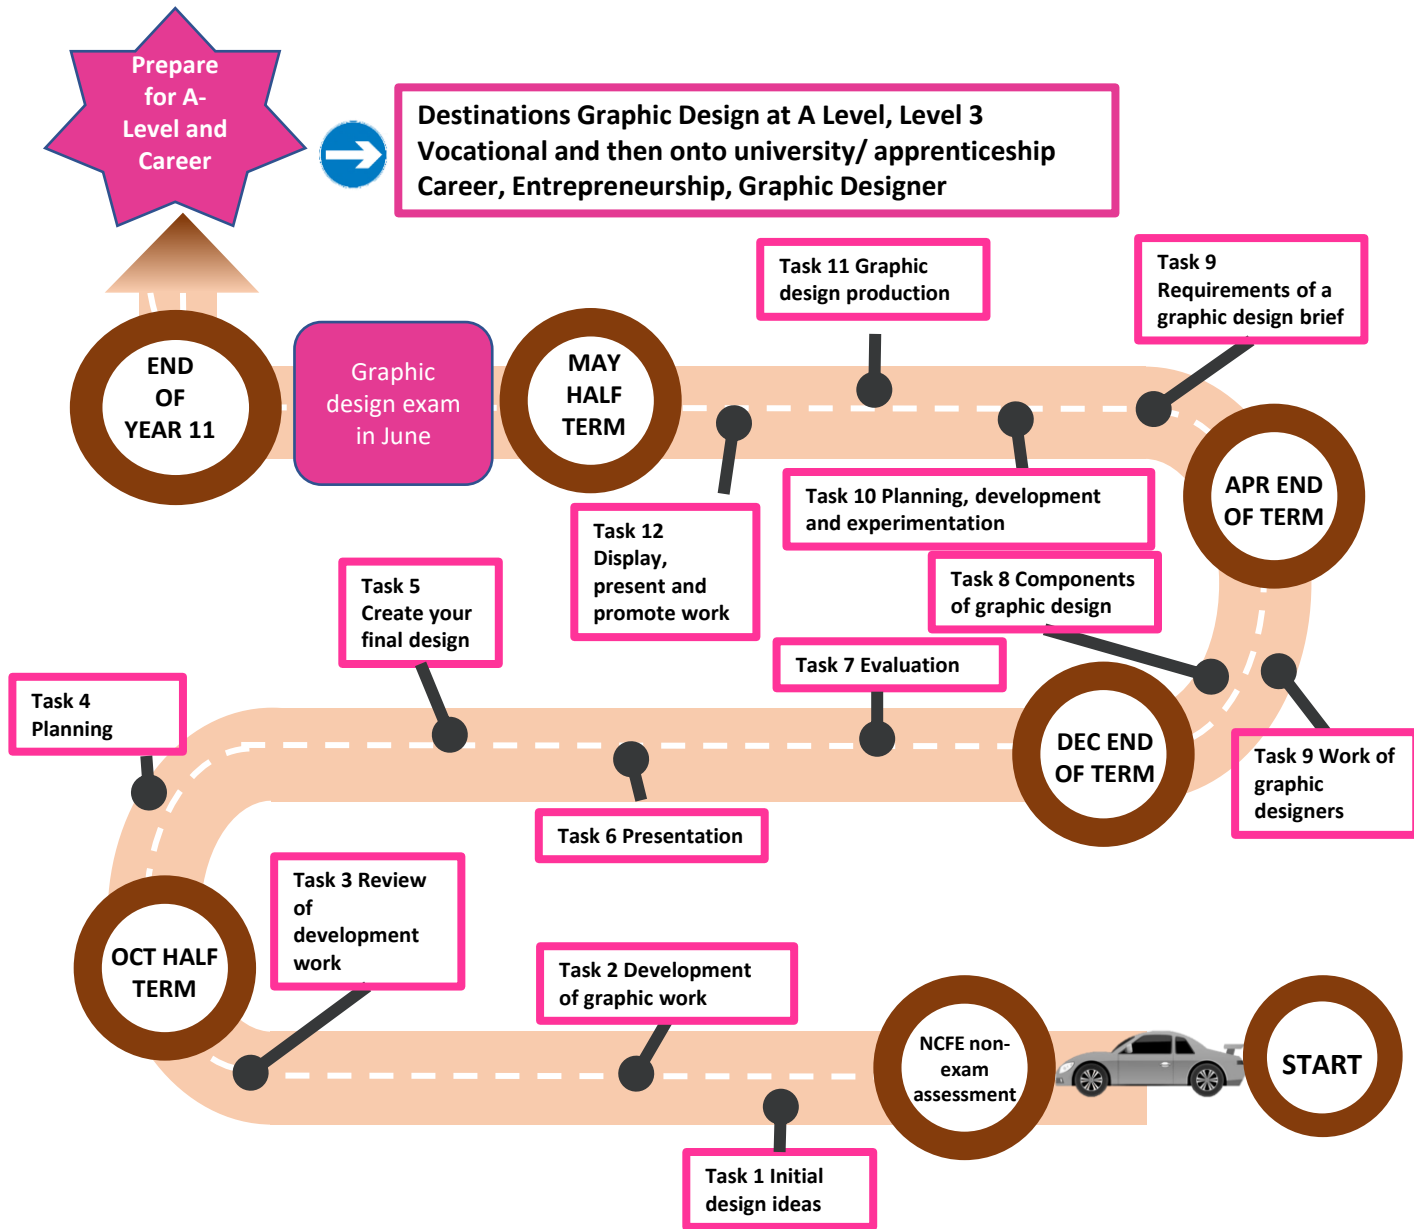 Prepare
for A-
Level and
Career
Destinations Graphic Design at A Level, Level 3
Vocational and then onto university/ apprenticeship
Career, Entrepreneurship, Graphic Designer
Task 11 Graphic
design production
Task 9
Requirements of a
graphic design brief
END
OF
YEAR 11
Graphic
design exam
in June
MAY
HALF
TERM
APR END
OF TERM
Task 10 Planning, development
and experimentation
Task 12
Display,
present and
promote work
Task 8 Components
of graphic design
Task 5
Create your
final design
Task 7 Evaluation
Task 4
Planning
DEC END
OF TERM
Task 9 Work of
graphic
designers
Task 6 Presentation
Task 3 Review
of
development
work
OCT HALF
TERM
Task 2 Development
of graphic work
NCFE non-
exam
assessment
START
Task 1 Initial
design ideas